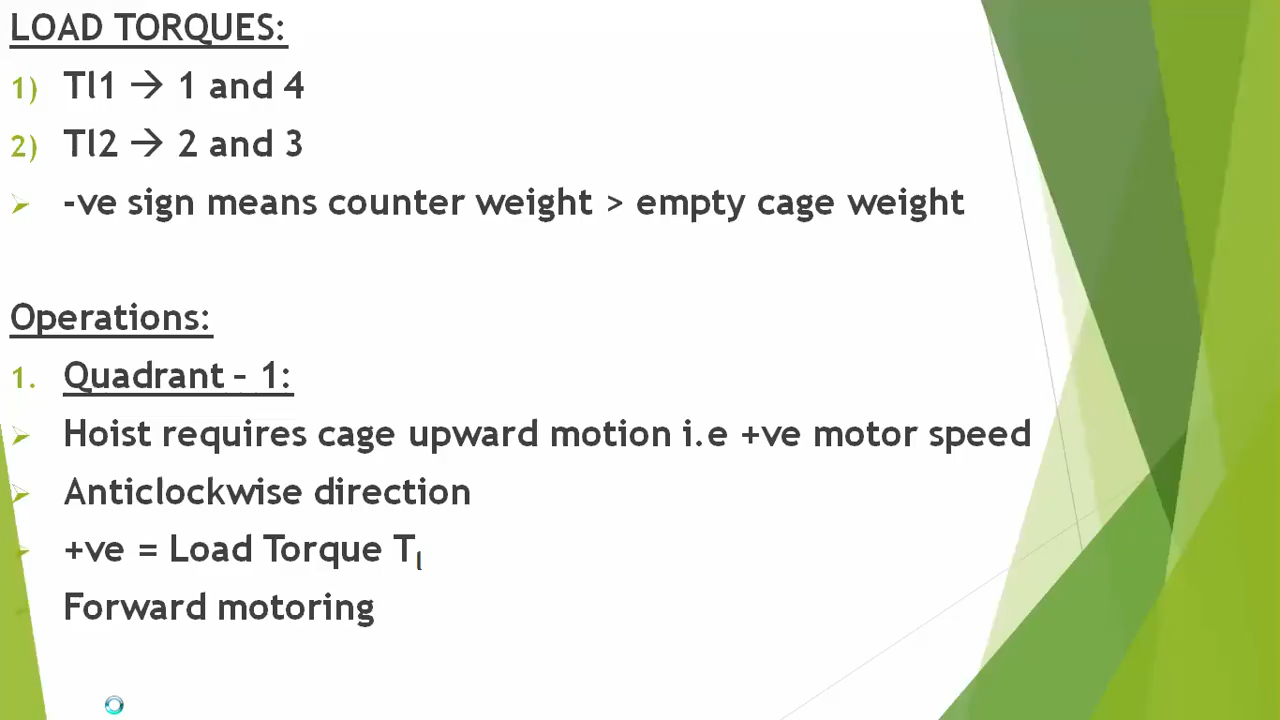 LOAD TORQUES:
1) Tl1 → 1 and 4
2) Tl2 → 2 and 3
-ve sign means counter weight > empty cage weight
Operations:
1. Quadrant – 1:
Hoist requires cage upward motion i.e +ve motor speed
Anticlockwise direction
+ve = Load Torque Tl
Forward motoring